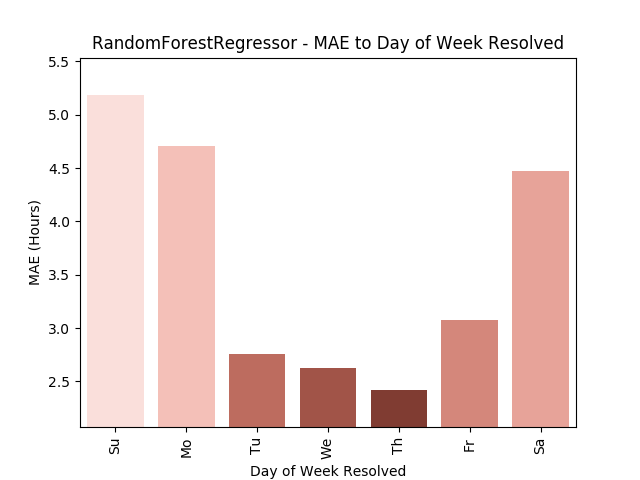 RandomForestRegressor - MAE to Day of Week Resolved
5.5
5.0
4.5
4.0
3.5
3.0
2.5
MAE (Hours)
Su
Mo
Tu
We
Th
Fr
Sa
Day of Week Resolved